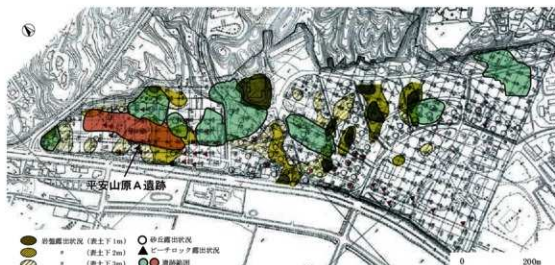 平安山原A遺跡
岩盤露出状況 (表土下1m)
〃 (表土下2m)
〃 (表土下3m)
砂丘露出状況
ビーチロック露出状況
遺跡範囲
0 200m